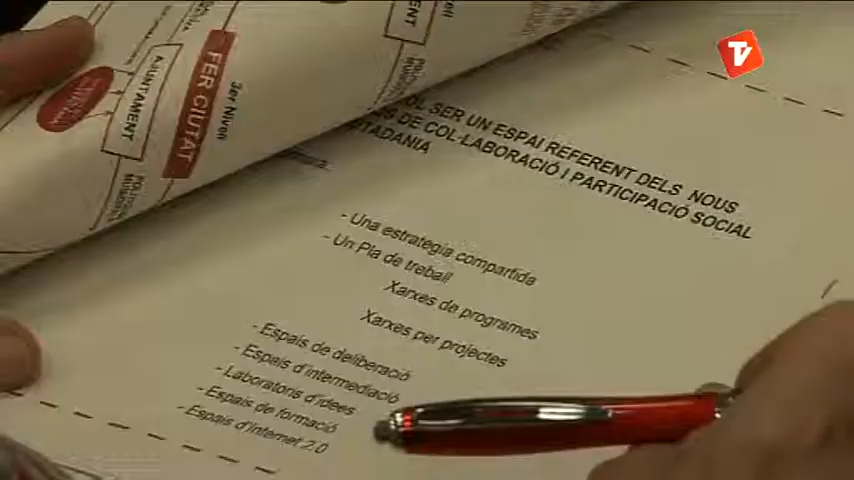 TV
AJUNTAMENT
FER CIUTAT
3er Nivell
AJUNTAMENT
OL SER UN ESPAI REFERENT DELS NOUS
DE COL·LABORACIÓ I PARTICIPACIÓ SOCIAL
TADANIA
- Una estratègia compartida
- Un Pla de treball
Xarxes de programes
Xarxes per projectes
- Espais de deliberació
- Espais d'intermediació
- Laboratoris d'idees
- Espais de formació
- Espais d'Internet 2.0